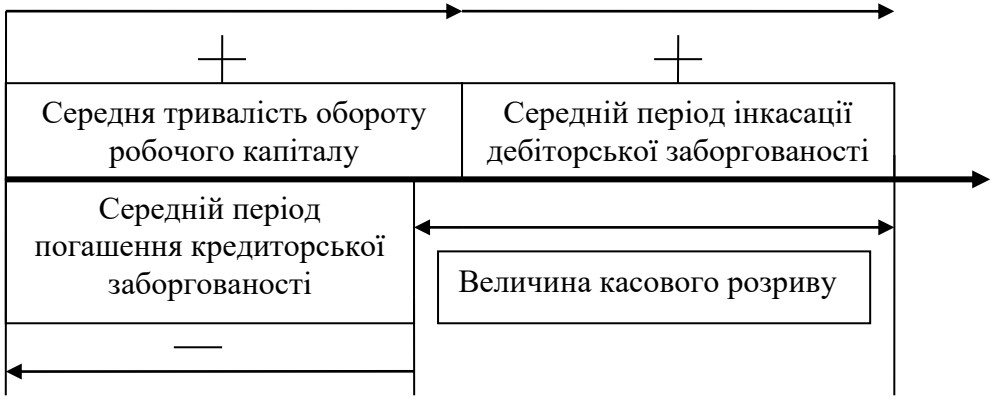 Середня тривалість обороту
робочого капіталу
Середній період інкасації
дебіторської заборгованості
Середній період
погашення кредиторської
заборгованості
Величина касового розриву